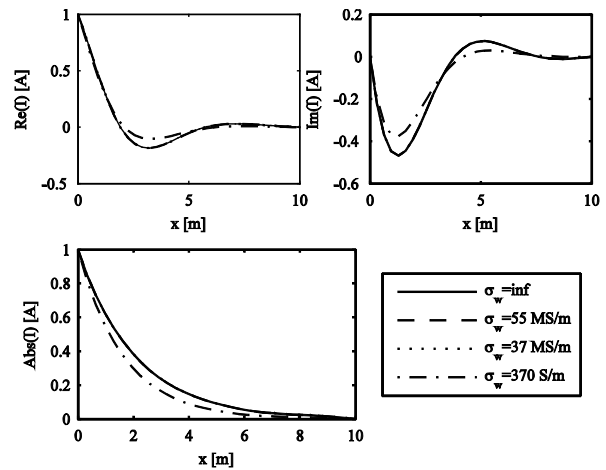 1
0.5
0
-0.5
Re(I) [A]
0
5
10
x [m]
0.2
0
-0.2
-0.4
-0.6
Im(I) [A]
0
5
10
x [m]
1
0.8
0.6
0.4
0.2
0
Abs(I) [A]
0
2
4
6
8
10
x [m]
σw=inf
σw=55 MS/m
σw=37 MS/m
σw=370 S/m